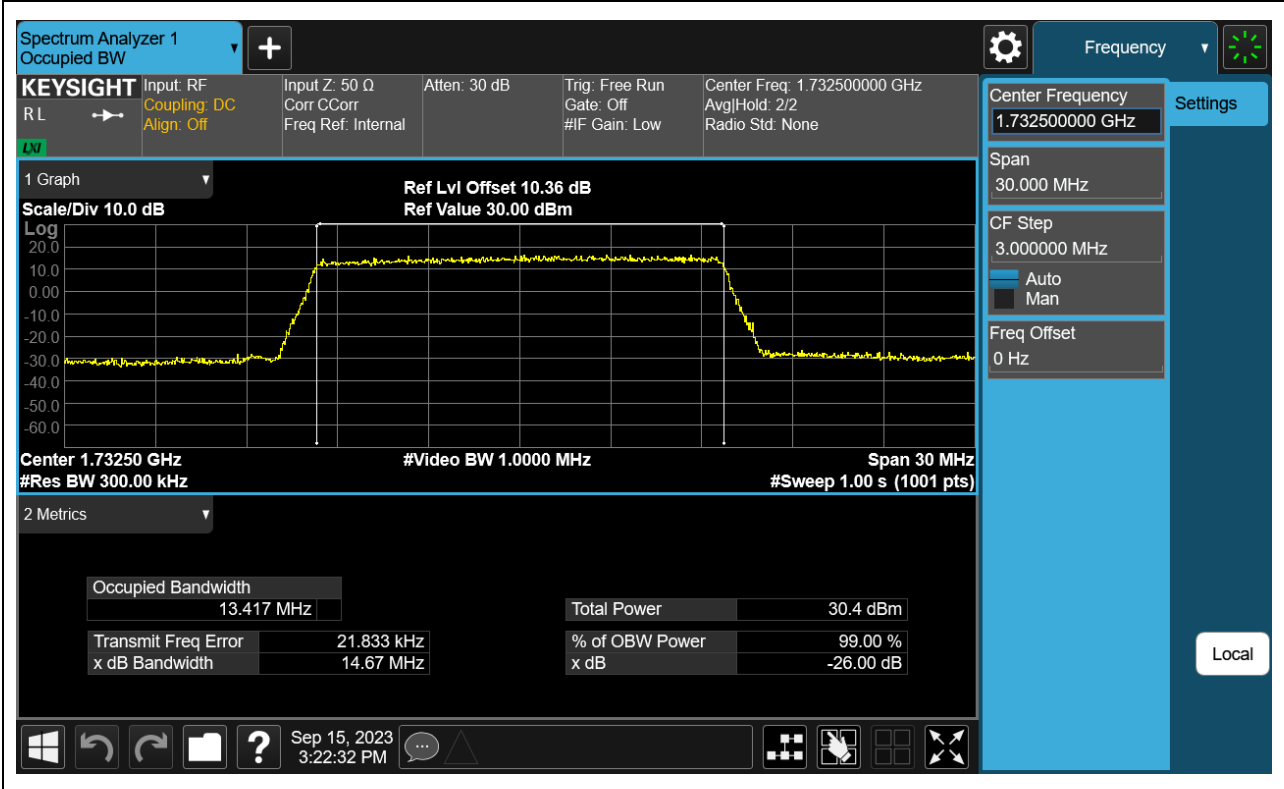 Spectrum Analyzer 1
Occupied BW
▼
+
Frequency
▼
KEYSIGHT
R L
LXI
Input: RF
Coupling: DC
Align: Off
Input Z: 50 Ω
Corr CCorr
Freq Ref: Internal
Atten: 30 dB
Trig: Free Run
Gate: Off
#IF Gain: Low
Center Freq: 1.732500000 GHz
Avg|Hold: 2/2
Radio Std: None
Center Frequency
1.732500000 GHz
Settings
Span
30.000 MHz
CF Step
3.000000 MHz
Auto
Man
Freq Offset
0 Hz
Local
1 Graph ▼
Scale/Div 10.0 dB
Ref Lvl Offset 10.36 dB
Ref Value 30.00 dBm
Log
20.0
10.0
0.00
-10.0
-20.0
-30.0
-40.0
-50.0
-60.0
Center 1.73250 GHz
#Video BW 1.0000 MHz
Span 30 MHz
#Res BW 300.00 kHz
#Sweep 1.00 s (1001 pts)
2 Metrics ▼
Occupied Bandwidth
13.417 MHz
Total Power 30.4 dBm
Transmit Freq Error 21.833 kHz
% of OBW Power 99.00 %
x dB Bandwidth 14.67 MHz
x dB -26.00 dB
?
Sep 15, 2023
3:22:32 PM